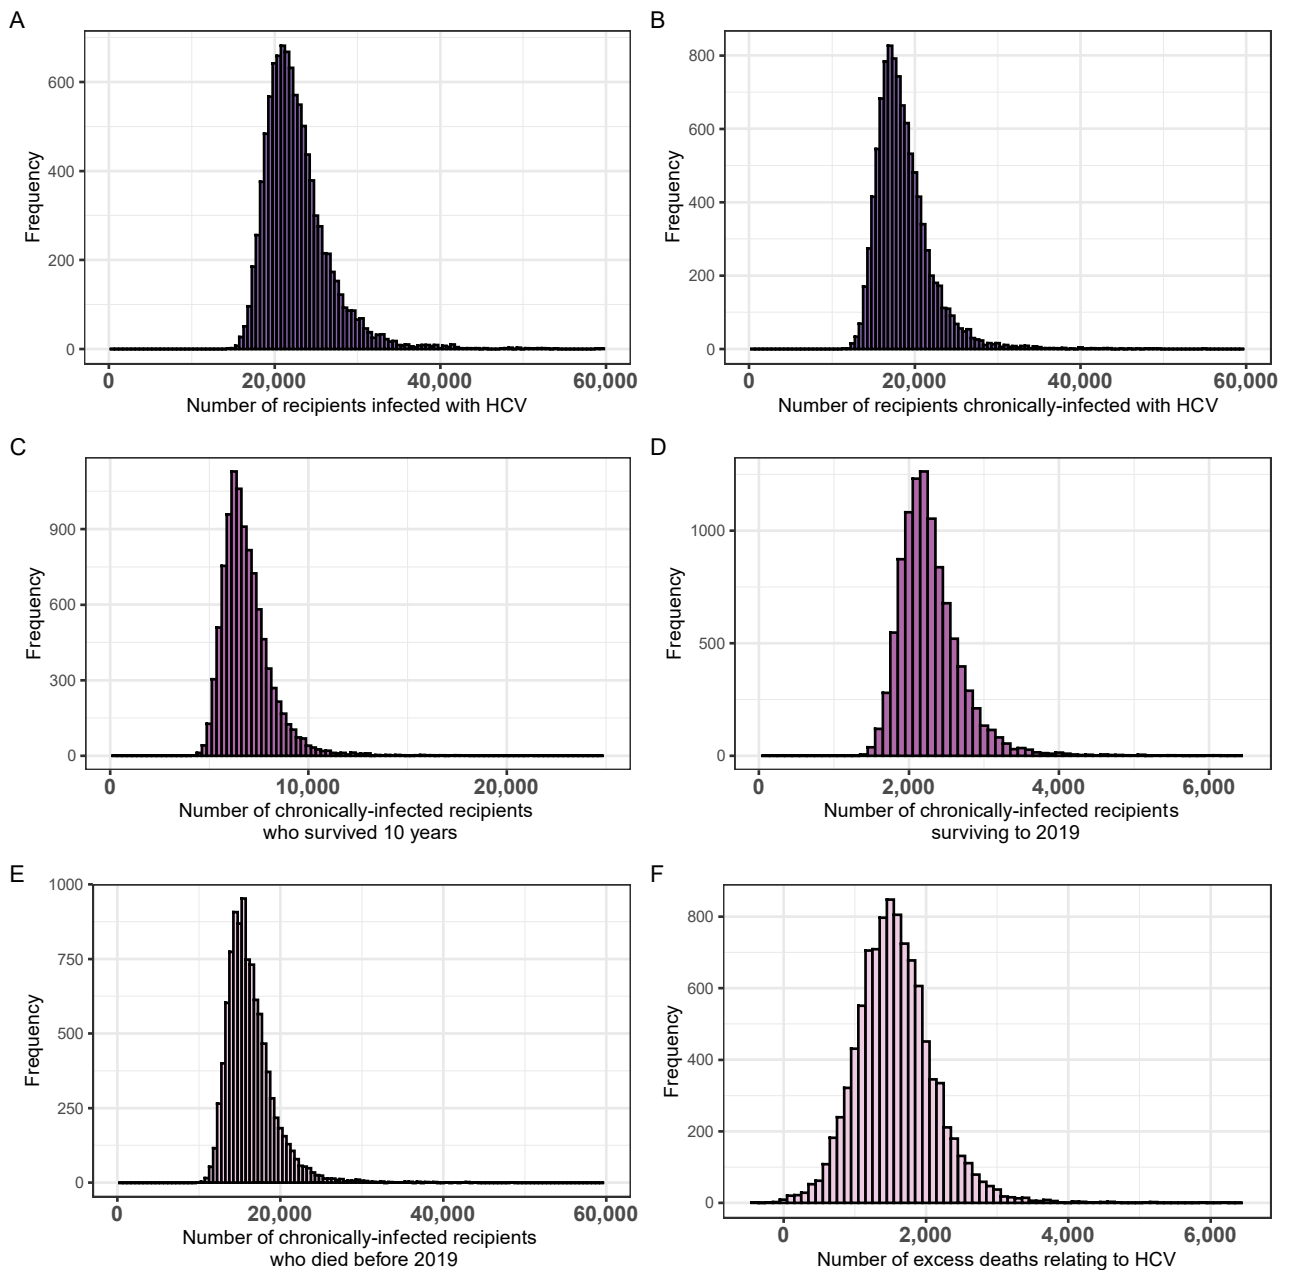 A
600
400
200
0
Frequency
0 20,000 40,000 60,000
Number of recipients infected with HCV
B
800
600
400
200
0
Frequency
0 20,000 40,000 60,000
Number of recipients chronically-infected with HCV
C
900
600
300
0
Frequency
0 10,000 20,000
Number of chronically-infected recipients
who survived 10 years
D
1000
500
0
Frequency
0 2,000 4,000 6,000
Number of chronically-infected recipients
surviving to 2019
E
1000
750
500
250
0
Frequency
0 20,000 40,000 60,000
Number of chronically-infected recipients
who died before 2019
F
800
600
400
200
0
Frequency
0 2,000 4,000 6,000
Number of excess deaths relating to HCV